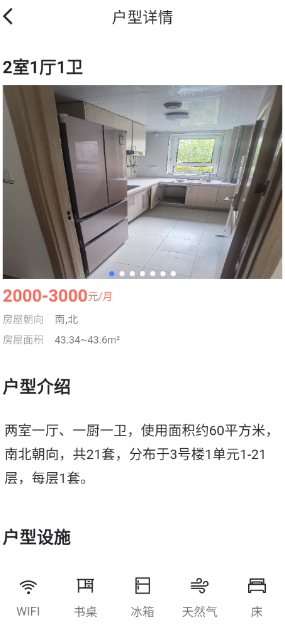 户型详情
2室1厅1卫
2000-3000元/月
房屋朝向 南,北
房屋面积 43.34~43.6m²
户型介绍
两室一厅、一厨一卫，使用面积约60平方米，
南北朝向，共21套，分布于3号楼1单元1-21
层，每层1套。
户型设施
WIFI 书桌 冰箱 天然气 床